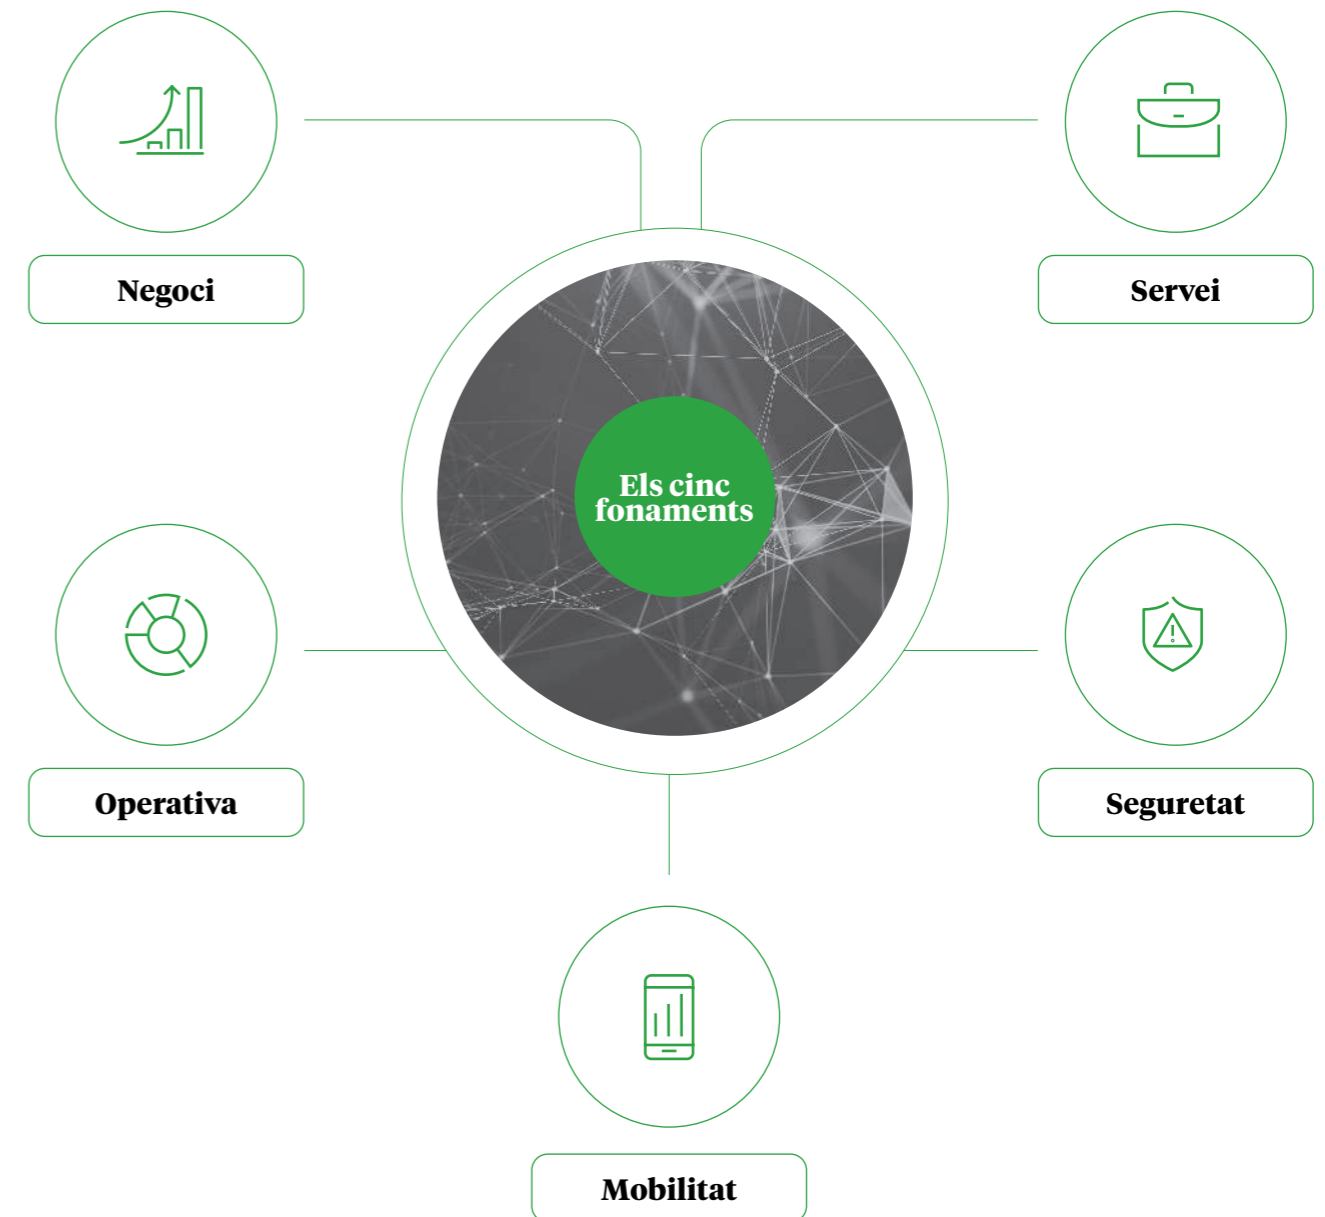 Negoci
Servei
Els cinc
fonaments
Operativa
Seguretat
Mobilitat